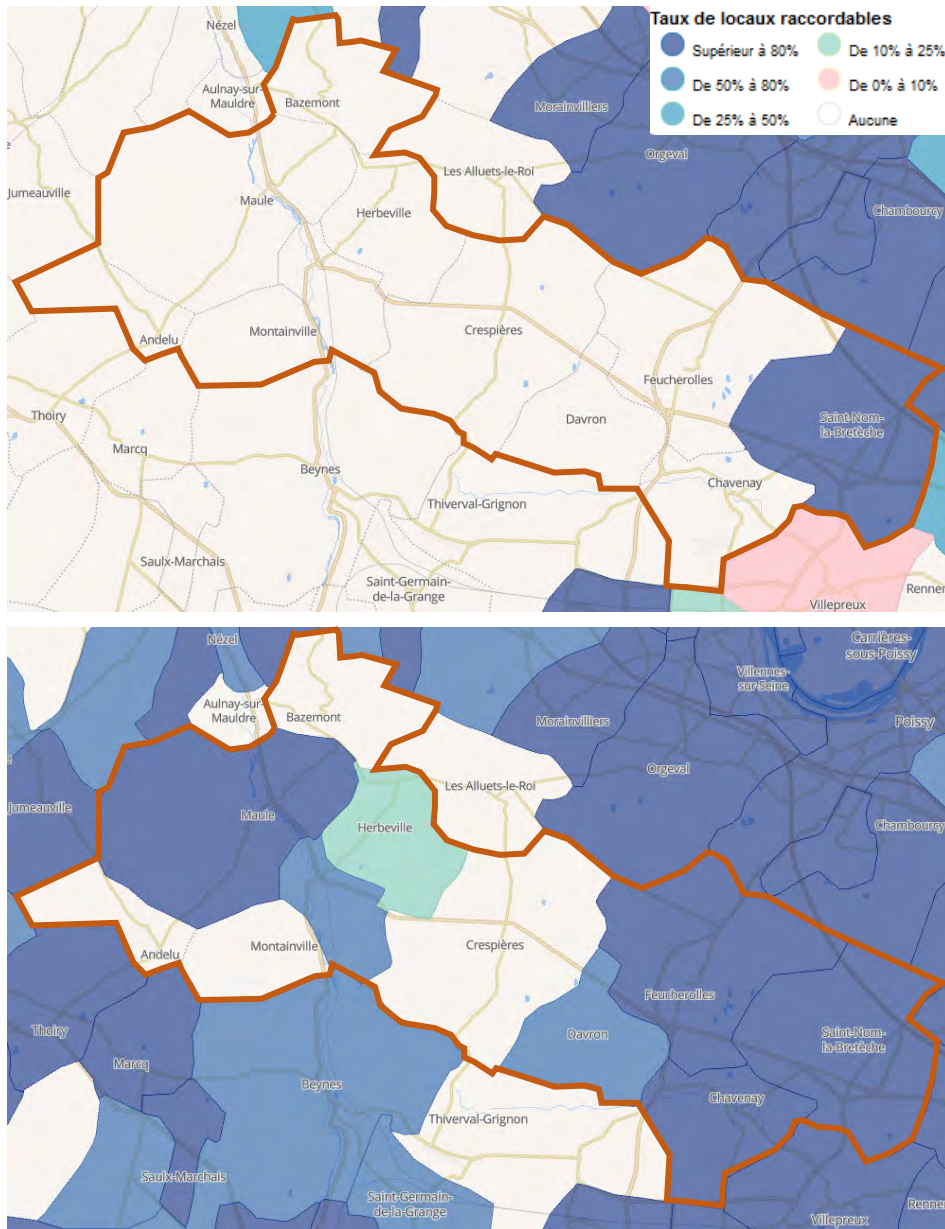 Taux de locaux raccordables
Supérieur à 80%
De 10% à 25%
De 50% à 80%
De 0% à 10%
De 25% à 50%
Aucune
Nézel
Aulnay-sur-
Mauldre
Bazemont
Morainvilliers
Orgeval
Les Alluets-le-Roi
Jumeauville
Maule
Herbeville
Chambourcy
Andelu
Montainville
Crespières
Feucherolles
Thoiry
Davron
Saint-Nom-
la-Bretèche
Marcq
Beynes
Chavenay
Thiverval-Grignon
Saulx-Marchais
Saint-Germain-
de-la-Grange
Villepreux
Renner
Nézel
Carrières-
sous-Poissy
Villennes-
sur-Seine
Aulnay-sur-
Mauldre
Bazemont
Morainvilliers
Poissy
e
Orgeval
Les Alluets-le-Roi
Jumeauville
Maule
Herbeville
Chambourcy
Andelu
Montainville
Crespières
Feucherolles
Thoiry
Davron
Saint-Nom-
la-Bretèche
Marcq
Beynes
Chavenay
Thiverval-Grignon
Saulx-Marchais
Saint-Germain-
de-la-Grange
Villepreux
Renne